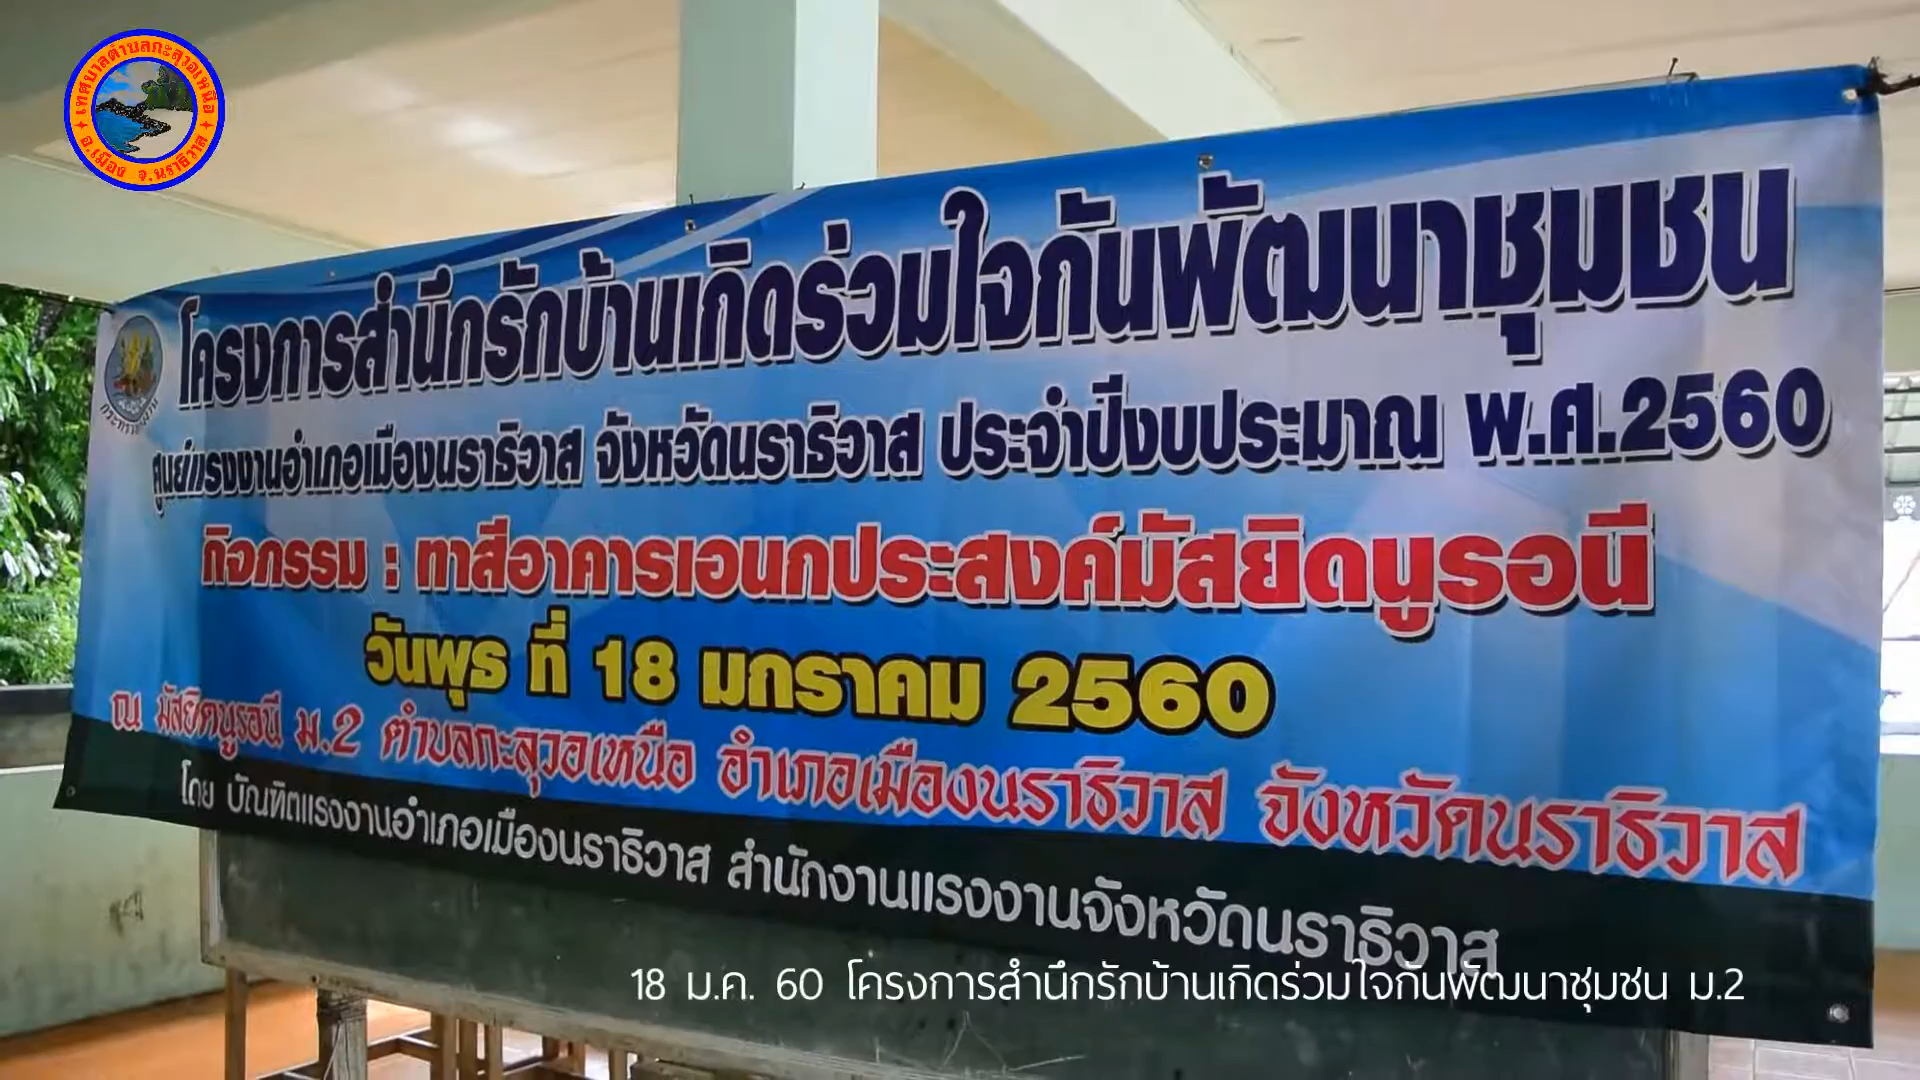 เทศบาลตำบลกะลุวอเหนือ
อ.เมือง จ.นราธิวาส
โครงการสำนึกรักบ้านเกิดร่วมใจกันพัฒนาชุมชน
กระทรวงแรงงาน
ศูนย์แรงงานอำเภอเมืองนราธิวาส จังหวัดนราธิวาส ประจำปีงบประมาณ พ.ศ.2560
กิจกรรม : ทาสีอาคารเอนกประสงค์มัสยิดนูรอนี
วันพุธ ที่ 18 มกราคม 2560
ณ มัสยิดนูรอนี ม.2 ตำบลกะลุวอเหนือ อำเภอเมืองนราธิวาส จังหวัดนราธิวาส
โดย บัณฑิตแรงงานอำเภอเมืองนราธิวาส สำนักงานแรงงานจังหวัดนราธิวาส
18 ม.ค. 60 โครงการสำนึกรักบ้านเกิดร่วมใจกันพัฒนาชุมชน ม.2